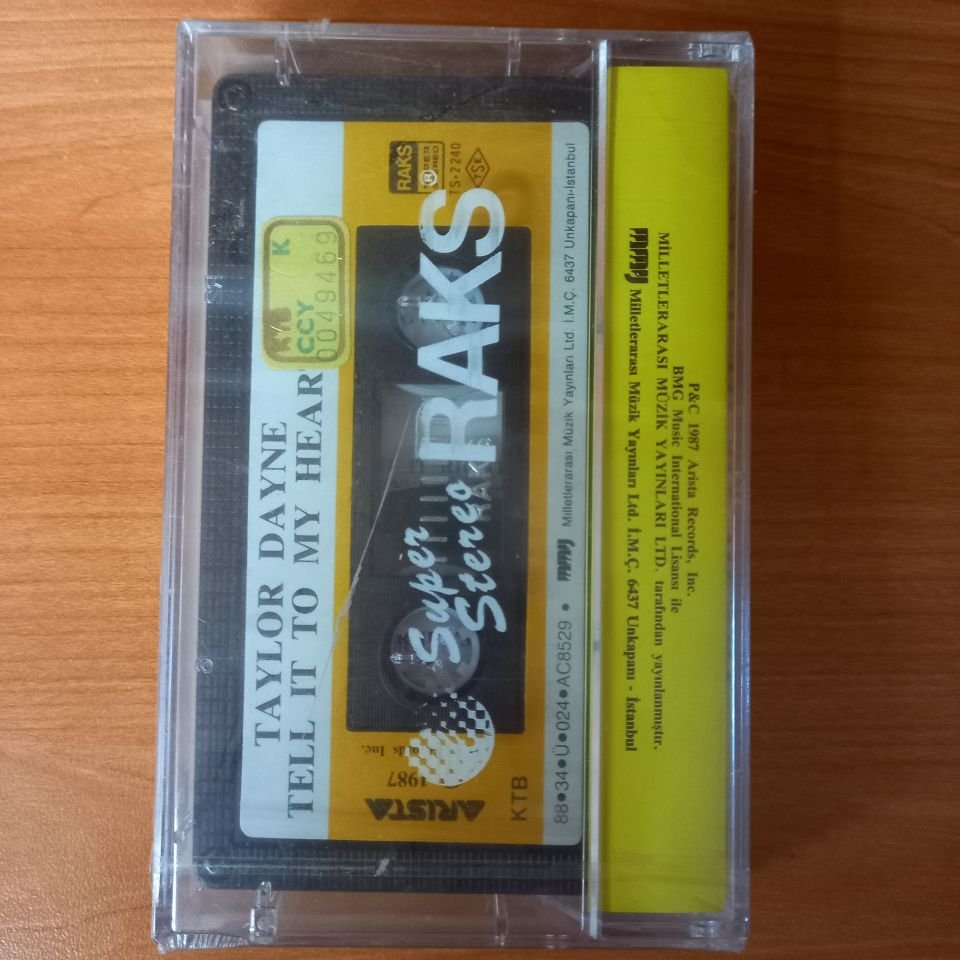 TAYLOR DAYNE
TELL IT TO MY HEART
K
CCY
0049469
RAKS
TS•2240
TSE
RAKS
Super
Stereo
1987
ARISTA
KTB
88•34•Ü•024•AC8529 • Milletlerarası Müzik Yayınları Ltd. İ.M.Ç. 6437 Unkapanı-İstanbul
P&C 1987 Arista Records, Inc.
BMG Music International Lisansı ile
MİLLETLERARASI MÜZİK YAYINLARI LTD. tarafından yayınlanmıştır.
Milletlerarası Müzik Yayınları Ltd. İ.M.Ç. 6437 Unkapanı - İstanbul